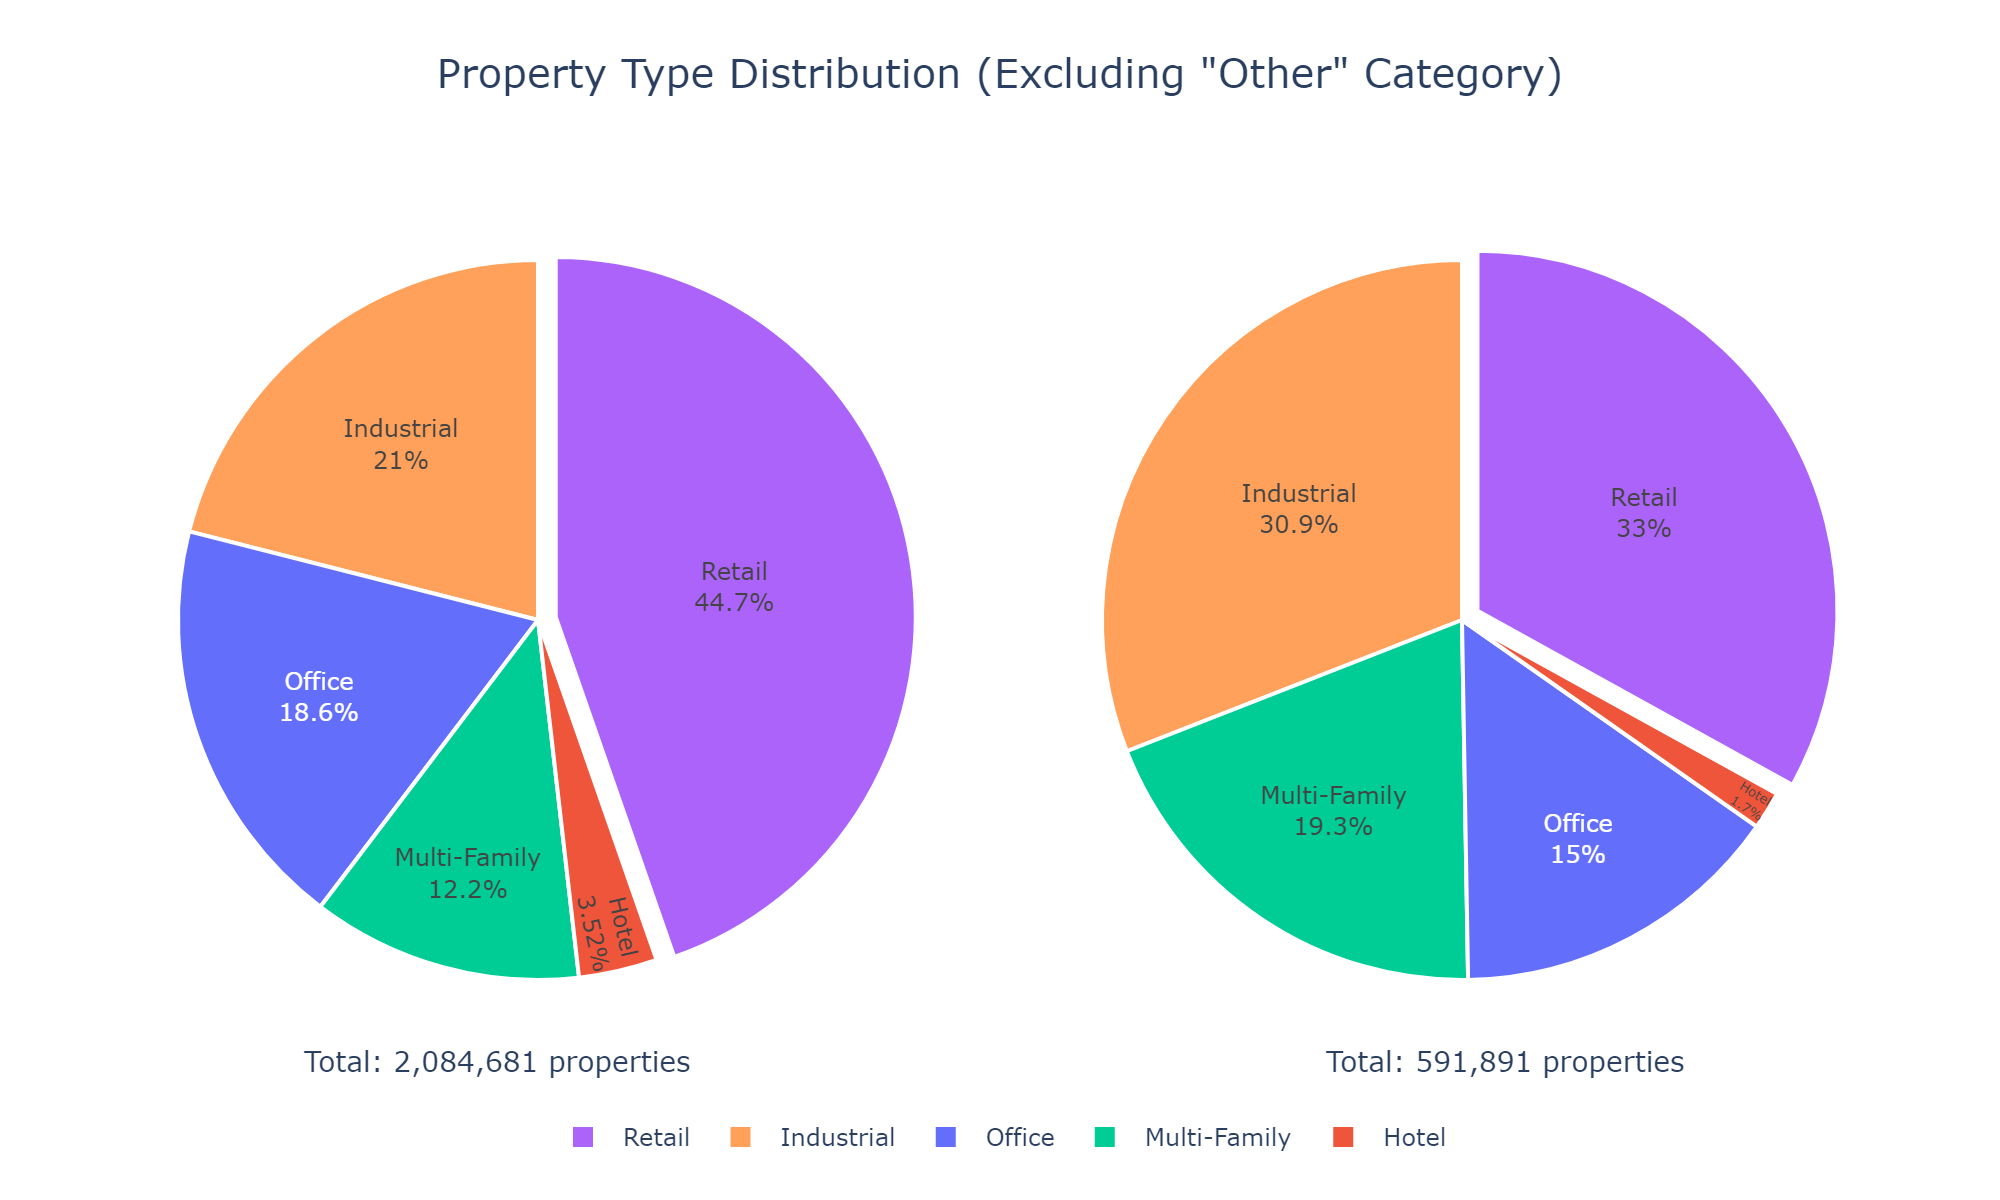 Property Type Distribution (Excluding "Other" Category)
Industrial
21%
Retail
44.7%
Office
18.6%
Multi-Family
12.2%
Hotel
3.52%
Industrial
30.9%
Retail
33%
Multi-Family
19.3%
Office
15%
Hotel
1.7%
Total: 2,084,681 properties
Total: 591,891 properties
Retail
Industrial
Office
Multi-Family
Hotel